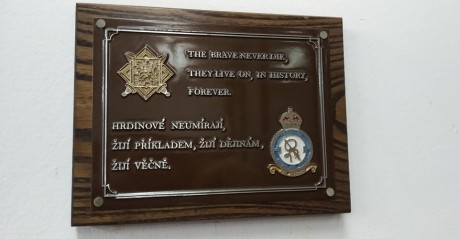 THE BRAVE NEVER DIE,
THEY LIVE ON, IN HISTORY,
FOREVER.
HRDINOVÉ NEUMÍRAJÍ,
ŽIJÍ PŘÍKLADEM, ŽIJÍ DĚJINÁM,
ŽIJÍ VĚČNĚ.